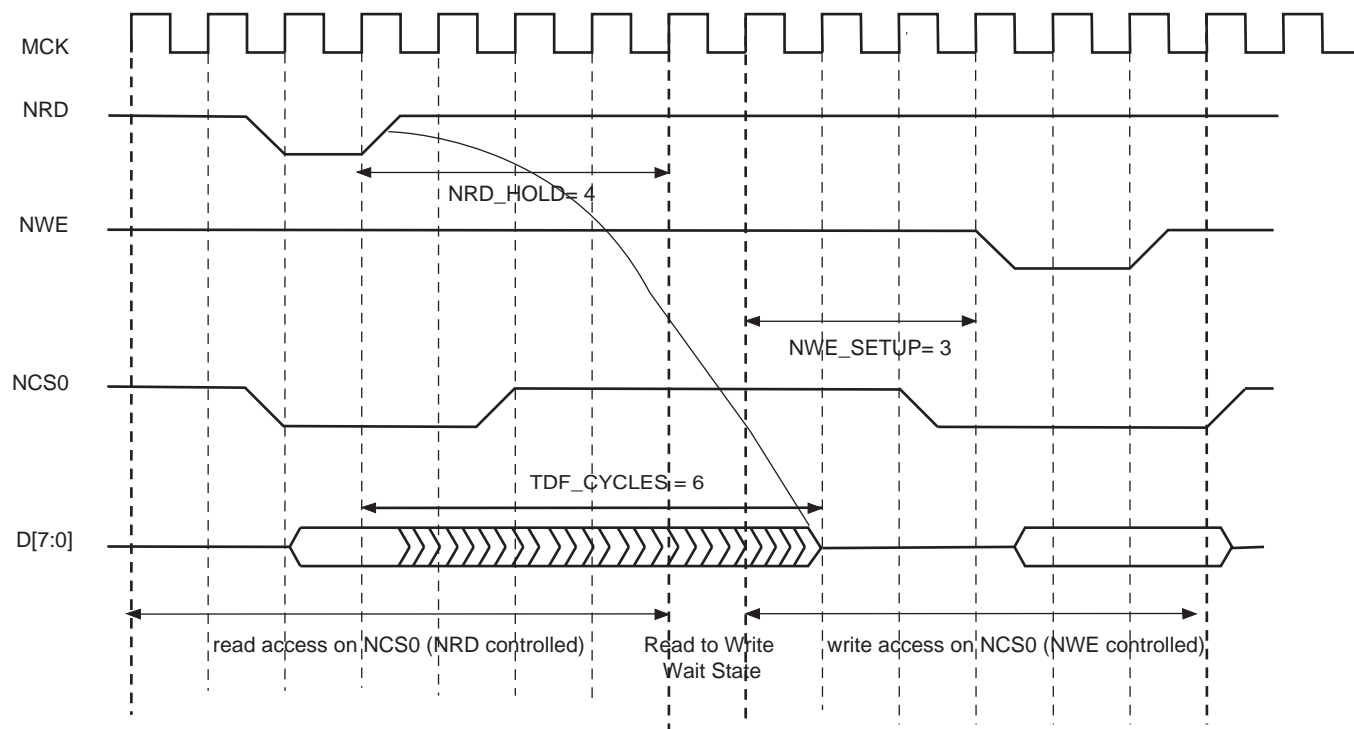 MCK
NRD
NRD_HOLD= 4
NWE
NWE_SETUP= 3
NCS0
TDF_CYCLES = 6
D[7:0]
read access on NCS0 (NRD controlled)
Read to Write
Wait State
write access on NCS0 (NWE controlled)